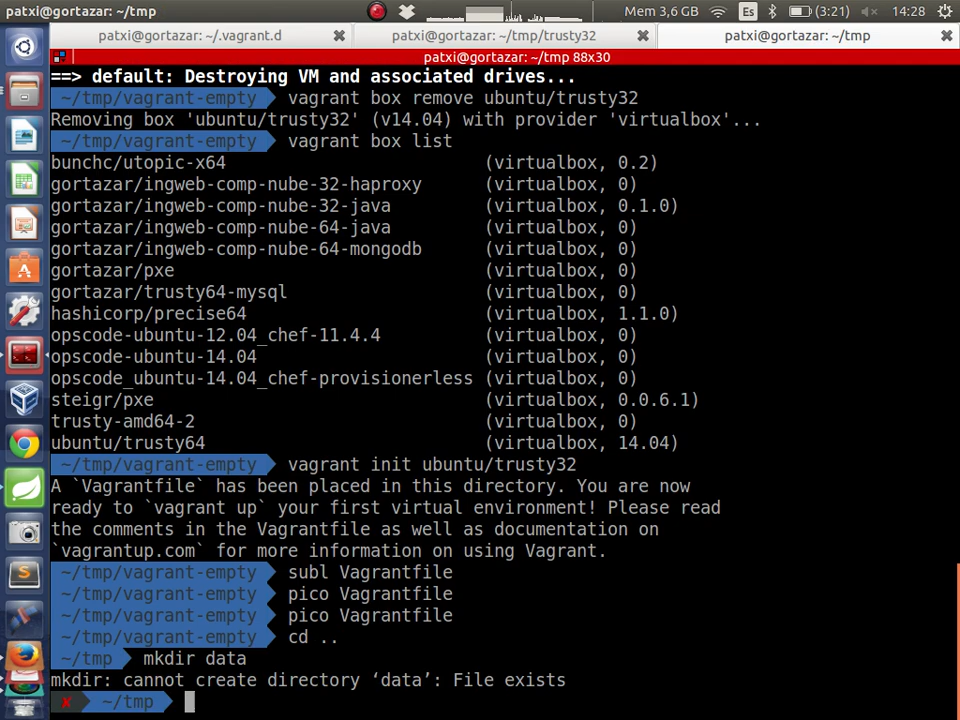 patxi@gortazar: ~/tmp
Mem 3,6 GB Es (3:21) 14:28
patxi@gortazar: ~/.vagrant.d patxi@gortazar: ~/tmp/trusty32 patxi@gortazar: ~/tmp
patxi@gortazar: ~/tmp 88x30
==> default: Destroying VM and associated drives...
~/tmp/vagrant-empty vagrant box remove ubuntu/trusty32
Removing box 'ubuntu/trusty32' (v14.04) with provider 'virtualbox'...
~/tmp/vagrant-empty vagrant box list
bunchc/utopic-x64 (virtualbox, 0.2)
gortazar/ingweb-comp-nube-32-haproxy (virtualbox, 0)
gortazar/ingweb-comp-nube-32-java (virtualbox, 0.1.0)
gortazar/ingweb-comp-nube-64-java (virtualbox, 0)
gortazar/ingweb-comp-nube-64-mongodb (virtualbox, 0)
gortazar/pxe (virtualbox, 0)
gortazar/trusty64-mysql (virtualbox, 0)
hashicorp/precise64 (virtualbox, 1.1.0)
opscode-ubuntu-12.04_chef-11.4.4 (virtualbox, 0)
opscode-ubuntu-14.04 (virtualbox, 0)
opscode_ubuntu-14.04_chef-provisionerless (virtualbox, 0)
steigr/pxe (virtualbox, 0.0.6.1)
trusty-amd64-2 (virtualbox, 0)
ubuntu/trusty64 (virtualbox, 14.04)
~/tmp/vagrant-empty vagrant init ubuntu/trusty32
A `Vagrantfile` has been placed in this directory. You are now
ready to `vagrant up` your first virtual environment! Please read
the comments in the Vagrantfile as well as documentation on
`vagrantup.com` for more information on using Vagrant.
~/tmp/vagrant-empty subl Vagrantfile
~/tmp/vagrant-empty pico Vagrantfile
~/tmp/vagrant-empty pico Vagrantfile
~/tmp/vagrant-empty cd ..
~/tmp mkdir data
mkdir: cannot create directory ‘data’: File exists
✘ ~/tmp